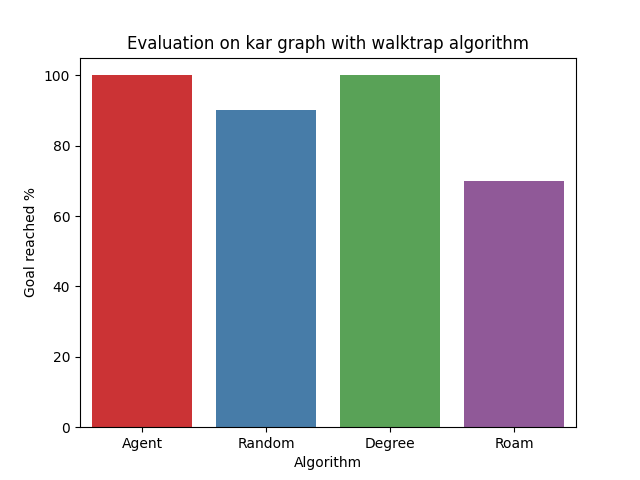 Evaluation on kar graph with walktrap algorithm
Goal reached %
100
80
60
40
20
0
Agent Random Degree Roam
Algorithm